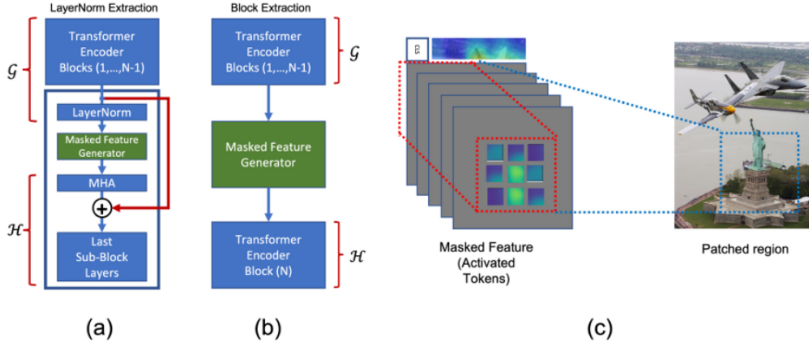 LayerNorm Extraction
𝒢
Transformer
Encoder
Blocks (1,...,N-1)
LayerNorm
Masked Feature
Generator
MHA
+
ℋ
Last
Sub-Block
Layers
(a)
Block Extraction
Transformer
Encoder
Blocks (1,...,N-1)
𝒢
Masked Feature
Generator
Transformer
Encoder
Block (N)
ℋ
(b)
Masked Feature
(Activated
Tokens)
Patched region
(c)